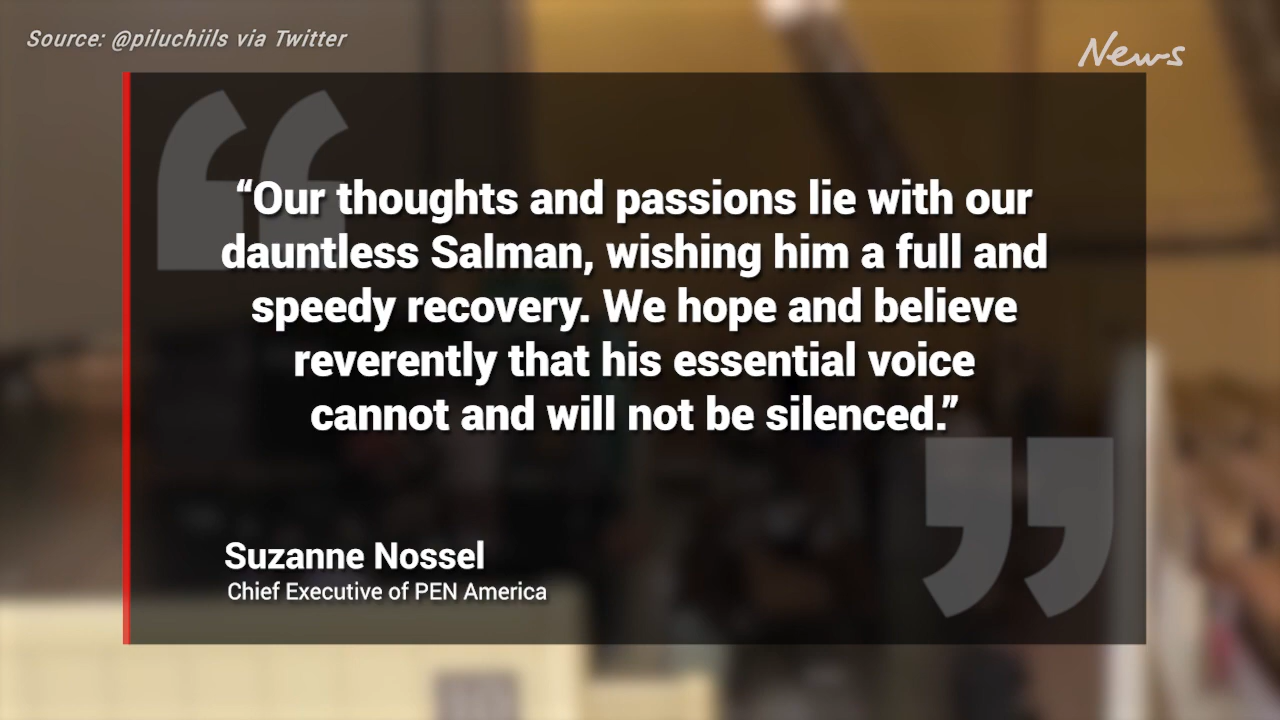 Source: @piluchiils via Twitter
News
“Our thoughts and passions lie with our
dauntless Salman, wishing him a full and
speedy recovery. We hope and believe
reverently that his essential voice
cannot and will not be silenced.”
Suzanne Nossel
Chief Executive of PEN America